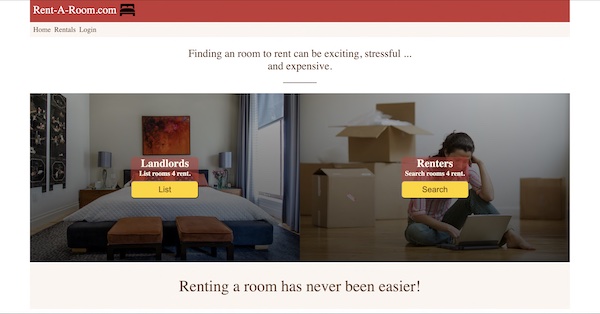 Rent-A-Room.com
Home Rentals Login
Finding an room to rent can be exciting, stressful ...
and expensive.
Landlords
List rooms 4 rent.
List
Renters
Search rooms 4 rent.
Search
Renting a room has never been easier!